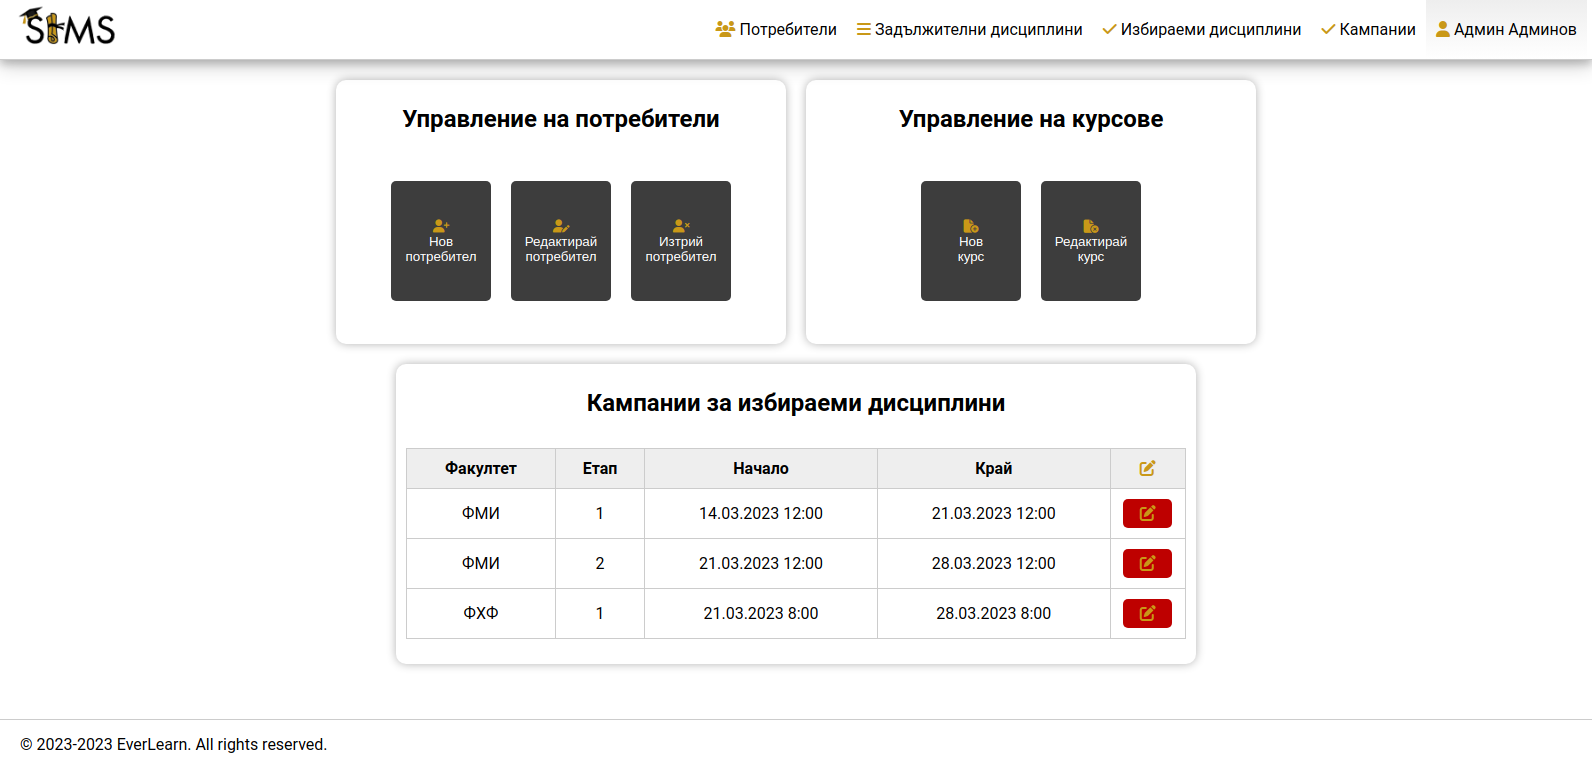 SIMS
Потребители Задължителни дисциплини Избираеми дисциплини Кампании Админ Админов
Управление на потребители
Нов потребител
Редактирай потребител
Изтрий потребител
Управление на курсове
Нов курс
Редактирай курс
Кампании за избираеми дисциплини
Факултет Етап Начало Край
ФМИ 1 14.03.2023 12:00 21.03.2023 12:00
ФМИ 2 21.03.2023 12:00 28.03.2023 12:00
ФХФ 1 21.03.2023 8:00 28.03.2023 8:00
© 2023-2023 EverLearn. All rights reserved.